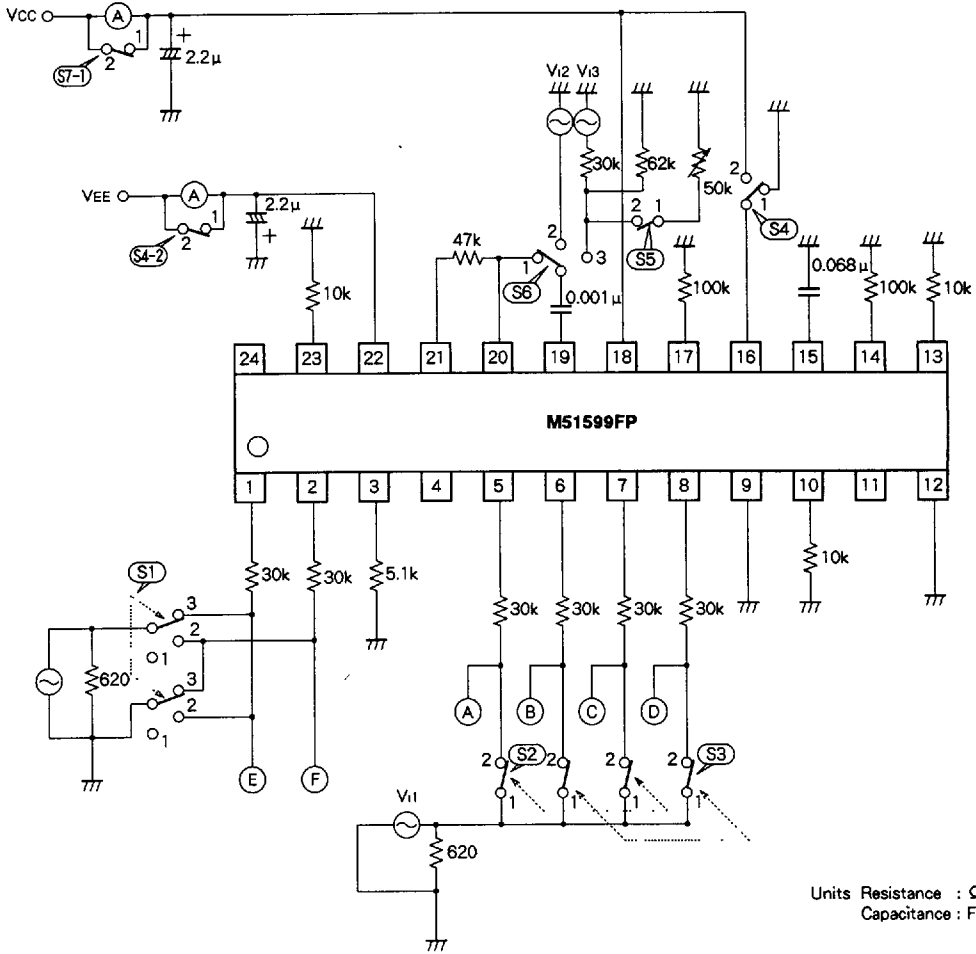 VCC
A
1
2
S7-1
+
2.2μ
VI2
VI3
30k
62k
50k
2
1
S4
VEE
A
1
2
S4-2
2.2μ
+
10k
47k
1
2
S6
3
2
1
S5
0.001μ
100k
0.068μ
100k
10k
24
23
22
21
20
19
18
17
16
15
14
13
M51599FP
1
2
3
4
5
6
7
8
9
10
11
12
30k
30k
5.1k
30k
30k
30k
30k
10k
S1
3
2
1
3
2
1
620
E
F
A
B
C
D
2
S2
1
2
1
2
1
2
S3
1
VI1
620
Units Resistance : Ω
Capacitance : F